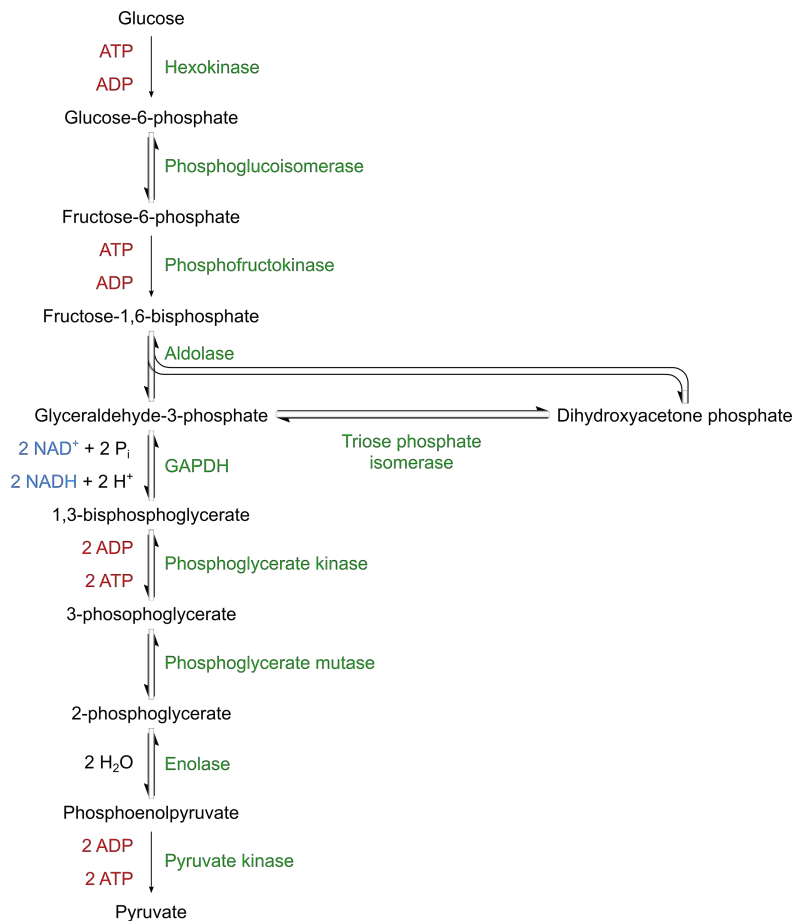 Glucose
ATP
Hexokinase
ADP
Glucose-6-phosphate
Phosphoglucoisomerase
Fructose-6-phosphate
ATP
Phosphofructokinase
ADP
Fructose-1,6-bisphosphate
Aldolase
Glyceraldehyde-3-phosphate
Dihydroxyacetone phosphate
Triose phosphate
isomerase
2 NAD⁺ + 2 Pᵢ
GAPDH
2 NADH + 2 H⁺
1,3-bisphosphoglycerate
2 ADP
Phosphoglycerate kinase
2 ATP
3-phosophoglycerate
Phosphoglycerate mutase
2-phosphoglycerate
2 H₂O
Enolase
Phosphoenolpyruvate
2 ADP
Pyruvate kinase
2 ATP
Pyruvate